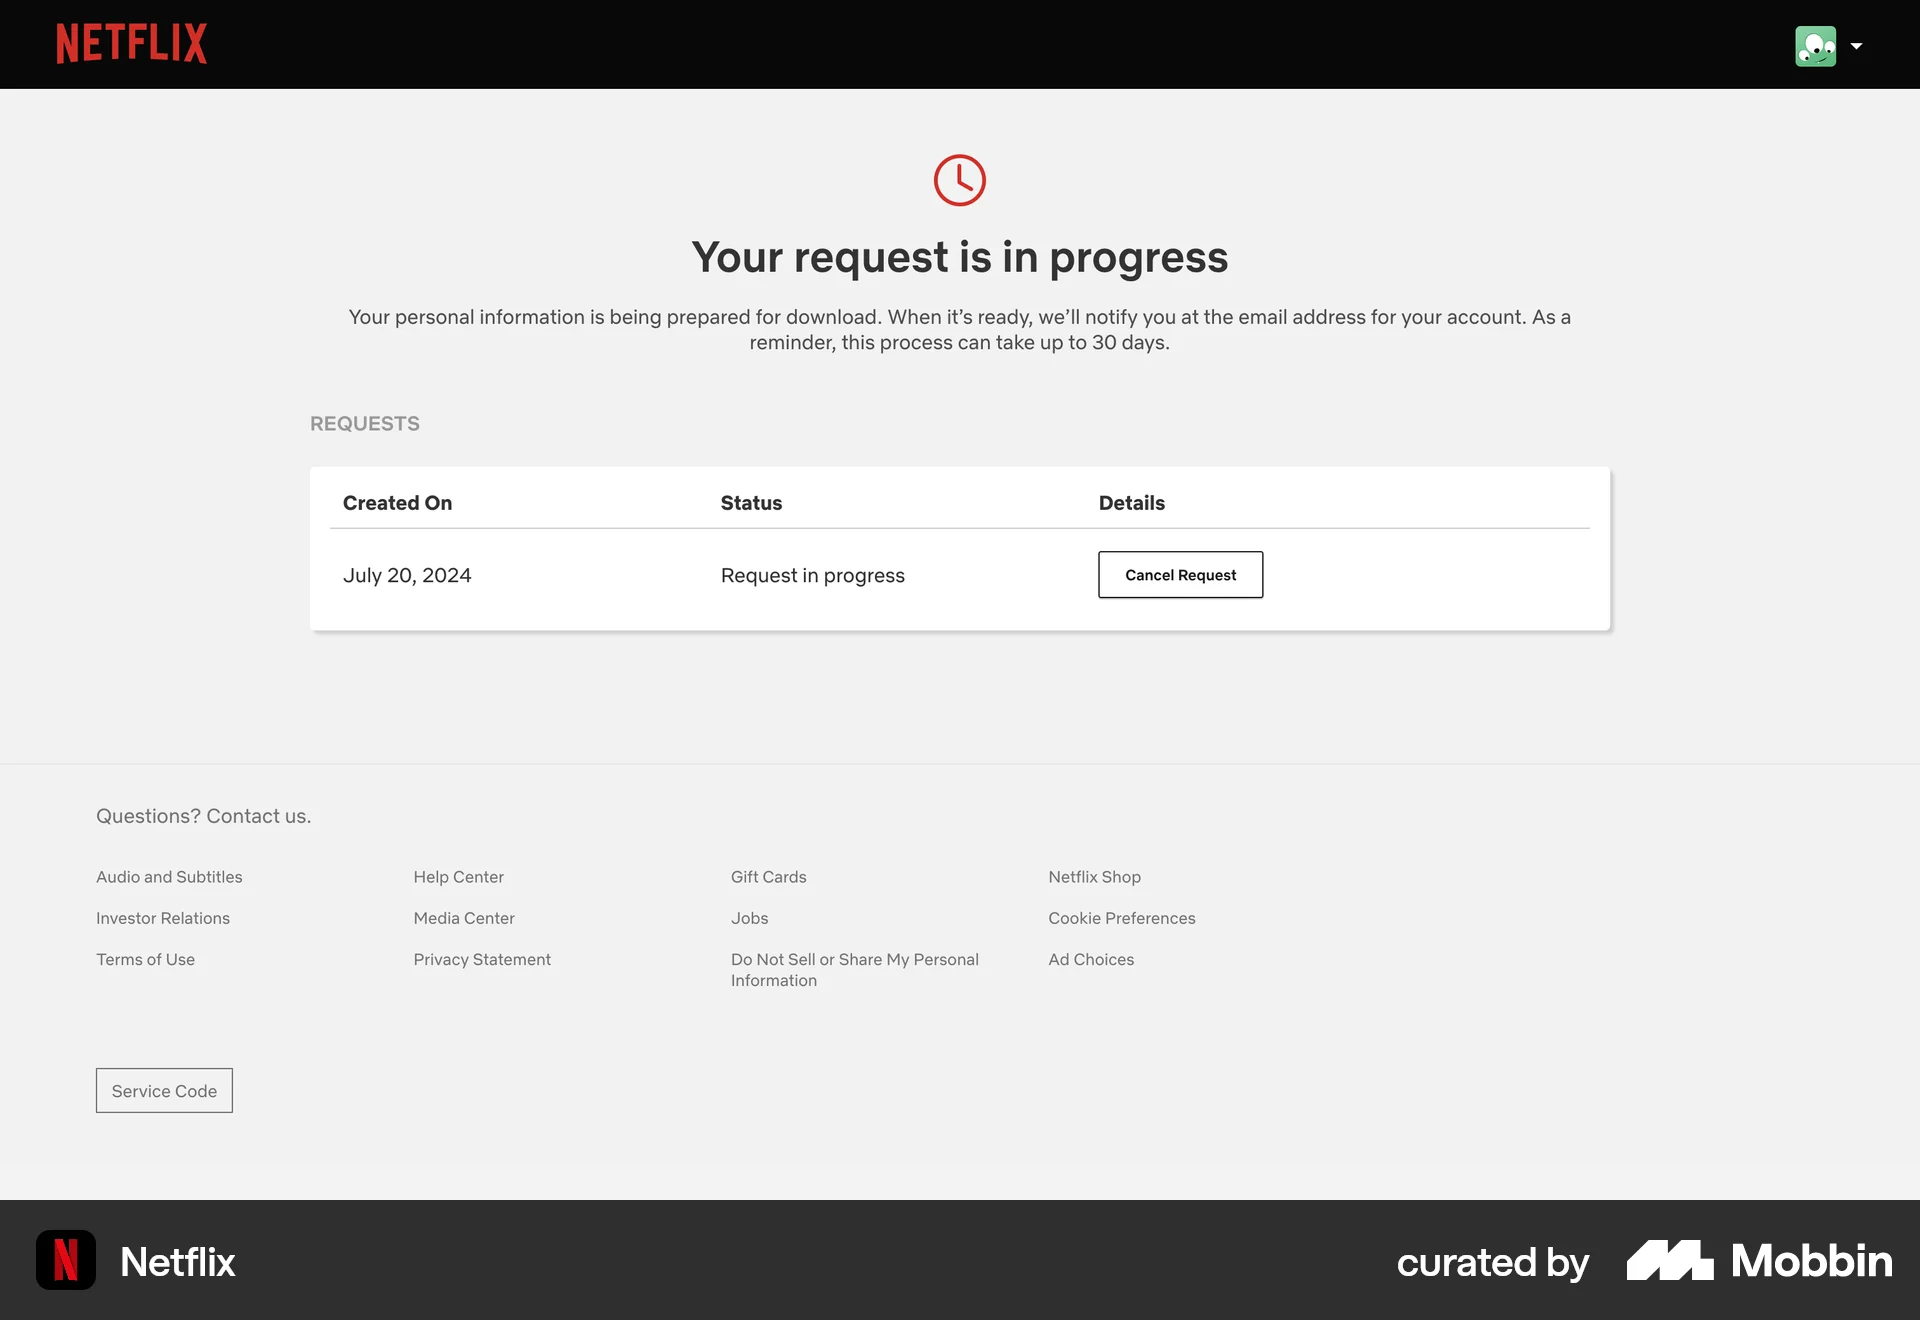 NETFLIX
Your request is in progress
Your personal information is being prepared for download. When it’s ready, we’ll notify you at the email address for your account. As a
reminder, this process can take up to 30 days.
REQUESTS
Created On Status Details
July 20, 2024 Request in progress Cancel Request
Questions? Contact us.
Audio and Subtitles Help Center Gift Cards Netflix Shop
Investor Relations Media Center Jobs Cookie Preferences
Terms of Use Privacy Statement Do Not Sell or Share My Personal Ad Choices
Information
Service Code
N Netflix curated by Mobbin